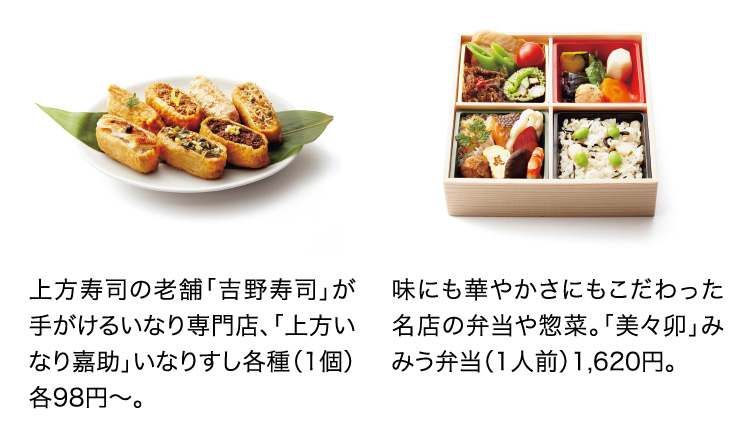 上方寿司の老舗「吉野寿司」が
手がけるいなり専門店、「上方い
なり嘉助」いなりすし各種（1個）
各98円〜。
味にも華やかさにもこだわった
名店の弁当や惣菜。「美々卯」み
みう弁当（1人前）1,620円。